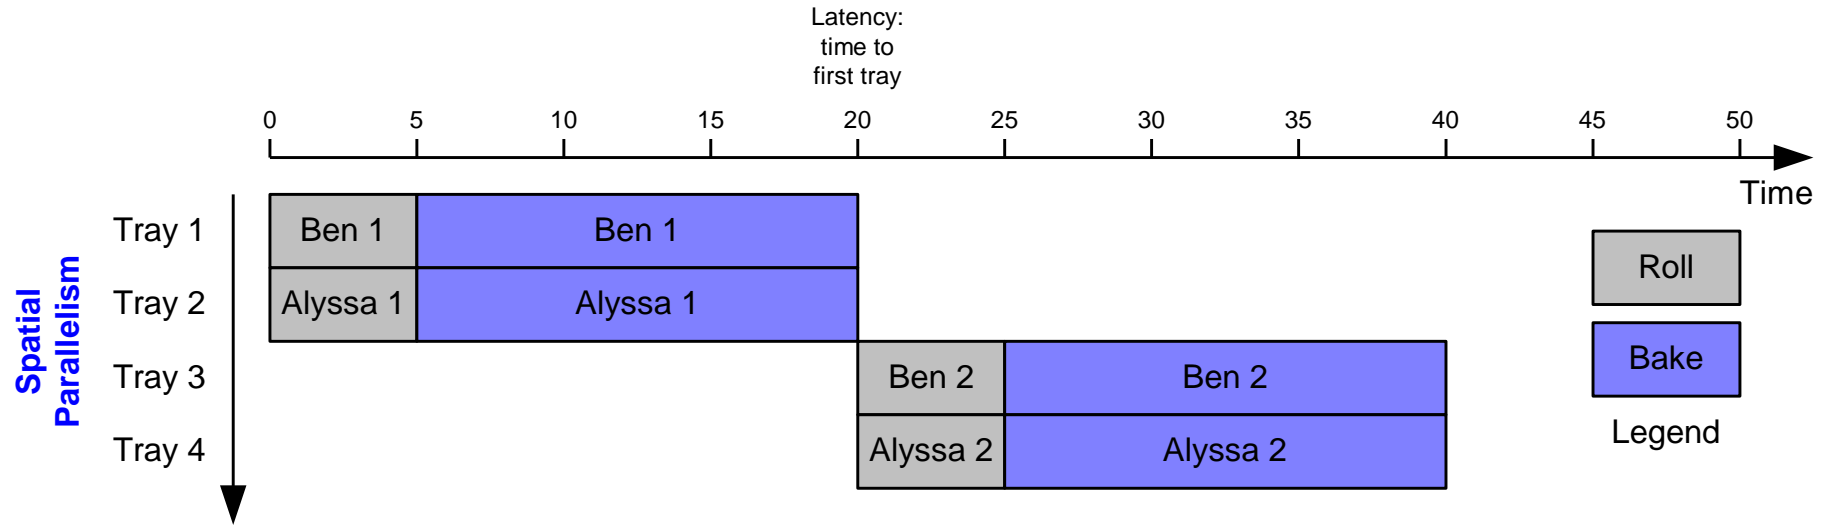 Latency:
time to
first tray
0 5 10 15 20 25 30 35 40 45 50
Time
Spatial
Parallelism
Tray 1 Ben 1 Ben 1
Tray 2 Alyssa 1 Alyssa 1
Tray 3 Ben 2 Ben 2
Tray 4 Alyssa 2 Alyssa 2
Roll
Bake
Legend